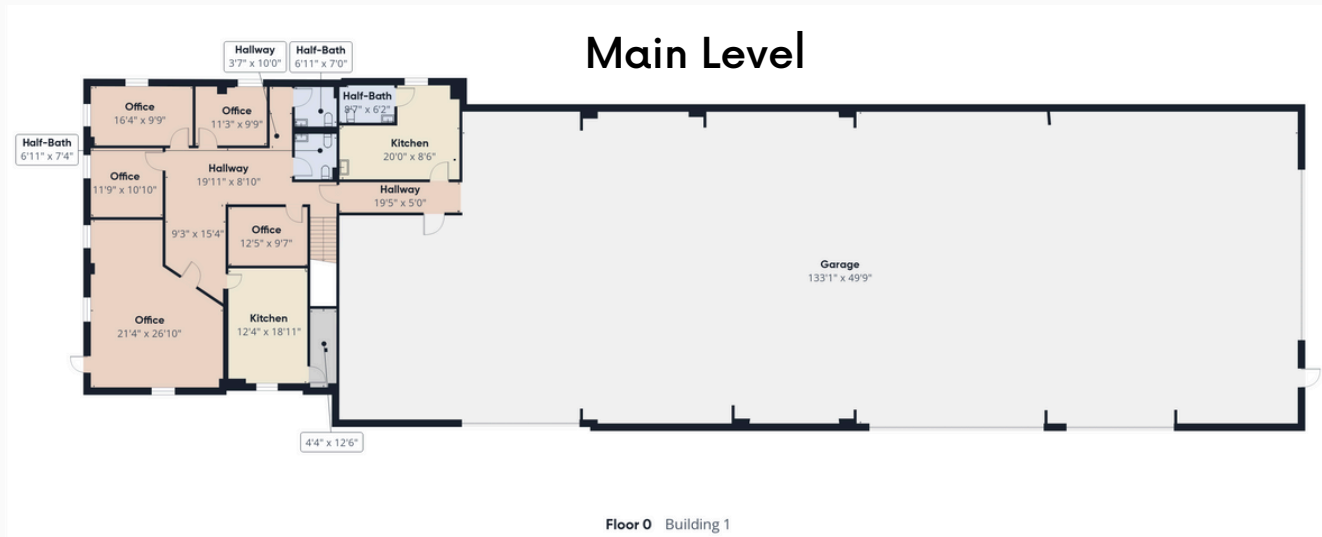 Main Level
Hallway
3'7" x 10'0"
Half-Bath
6'11" x 7'0"
Office
16'4" x 9'9"
Office
11'3" x 9'9"
Half-Bath
8'7" x 6'2"
Half-Bath
6'11" x 7'4"
Kitchen
20'0" x 8'6"
Hallway
19'11" x 8'10"
Office
11'9" x 10'10"
Hallway
19'5" x 5'0"
9'3" x 15'4"
Office
12'5" x 9'7"
Garage
133'1" x 49'9"
Office
21'4" x 26'10"
Kitchen
12'4" x 18'11"
4'4" x 12'6"
Floor 0 Building 1